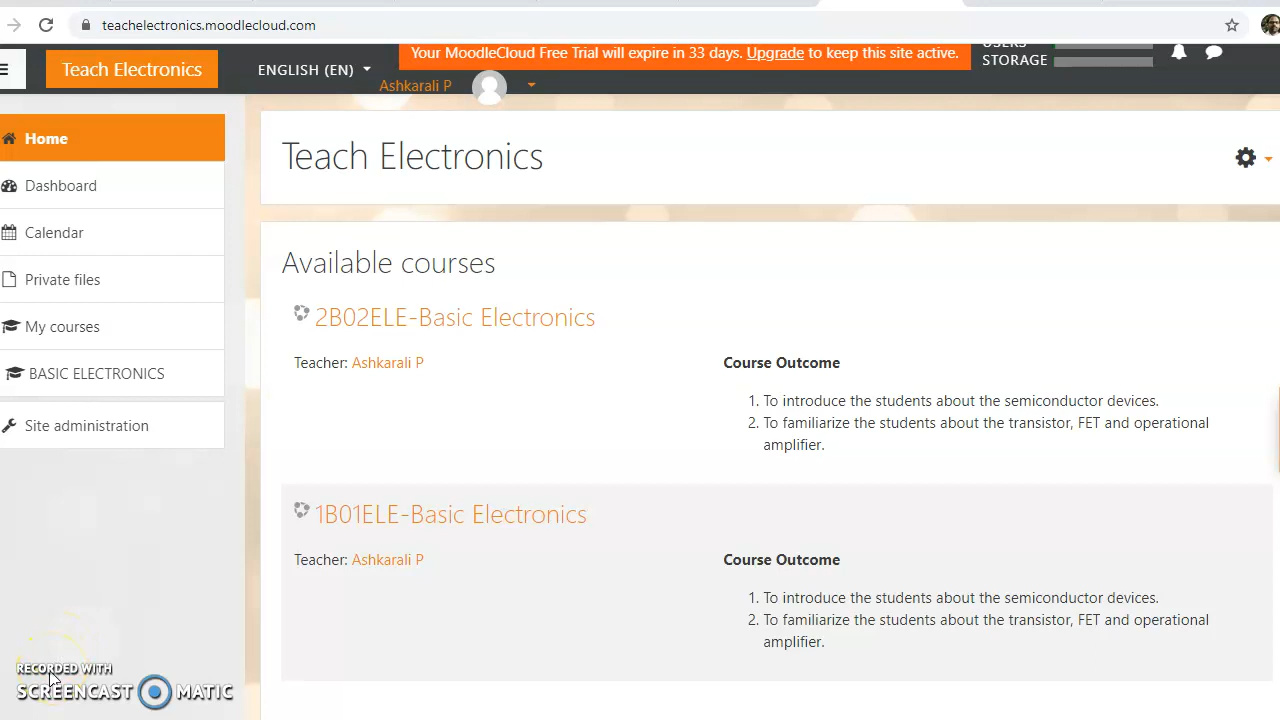 teachelectronics.moodlecloud.com
Teach Electronics
ENGLISH (EN)
Your MoodleCloud Free Trial will expire in 33 days. Upgrade to keep this site active.
USERS
STORAGE
Ashkarali P
Home
Dashboard
Calendar
Private files
My courses
BASIC ELECTRONICS
Site administration
Teach Electronics
Available courses
2B02ELE-Basic Electronics
Teacher: Ashkarali P
Course Outcome
1. To introduce the students about the semiconductor devices.
2. To familiarize the students about the transistor, FET and operational
amplifier.
1B01ELE-Basic Electronics
Teacher: Ashkarali P
Course Outcome
1. To introduce the students about the semiconductor devices.
2. To familiarize the students about the transistor, FET and operational
amplifier.
RECORDED WITH
SCREENCAST MATIC